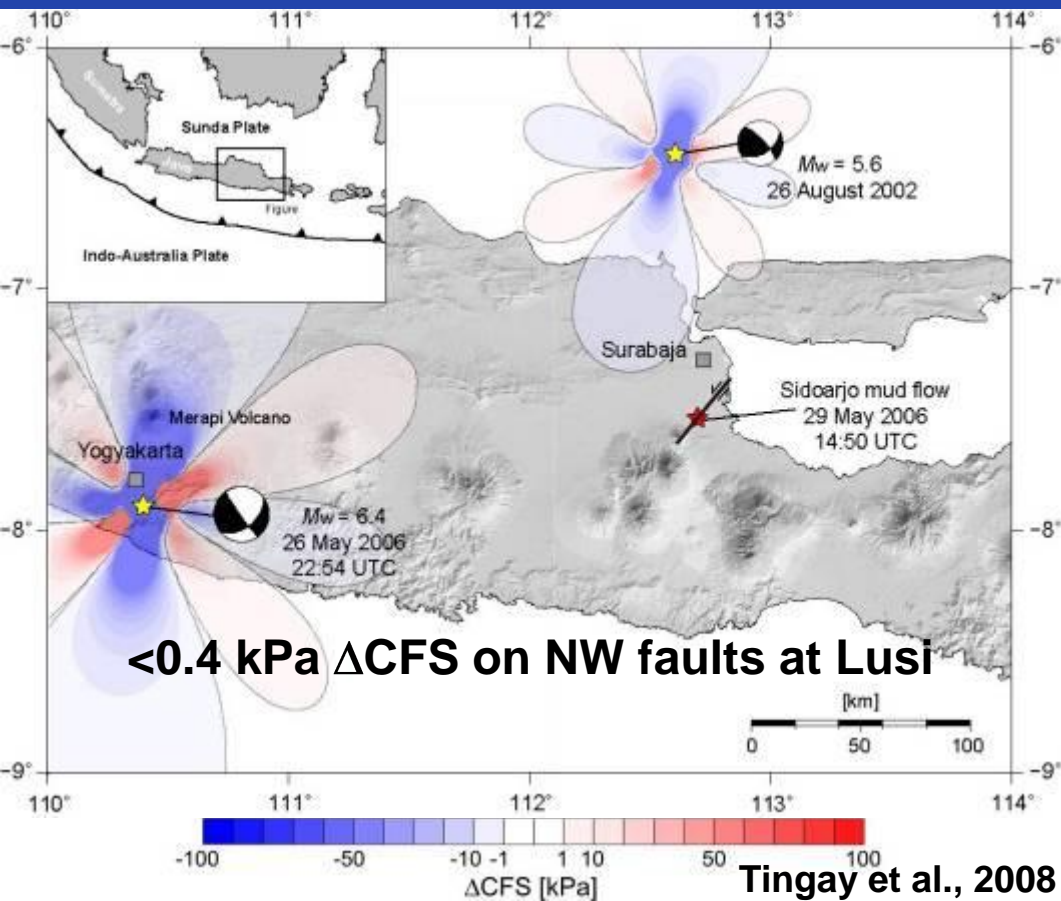 110° 111° 112° 113° 114°
-6° -6°
Sumatra
Sunda Plate
Java
Figure
Indo-Australia Plate
Mw = 5.6
26 August 2002
-7° -7°
Surabaja
Sidoarjo mud flow
29 May 2006
14:50 UTC
Merapi Volcano
Yogyakarta
-8° -8°
Mw = 6.4
26 May 2006
22:54 UTC
<0.4 kPa ΔCFS on NW faults at Lusi
[km]
0 50 100
-9° -9°
110° 111° 112° 113° 114°
-100 -50 -10 -1 1 10 50 100
ΔCFS [kPa]
Tingay et al., 2008